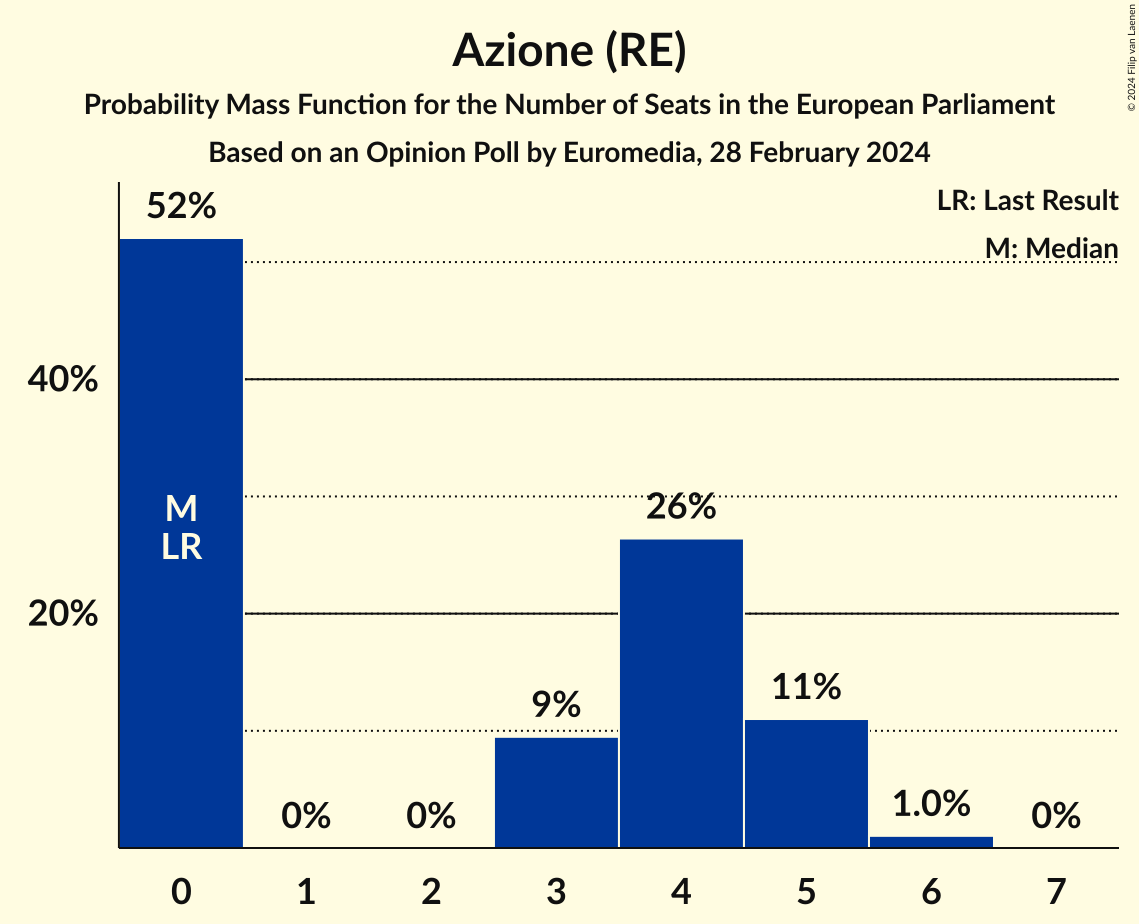 Azione (RE)
Probability Mass Function for the Number of Seats in the European Parliament
Based on an Opinion Poll by Euromedia, 28 February 2024
© 2024 Filip van Laenen
LR: Last Result
M: Median
52%
40%
20%
M
LR
0%
0%
9%
26%
11%
1.0%
0%
0 1 2 3 4 5 6 7